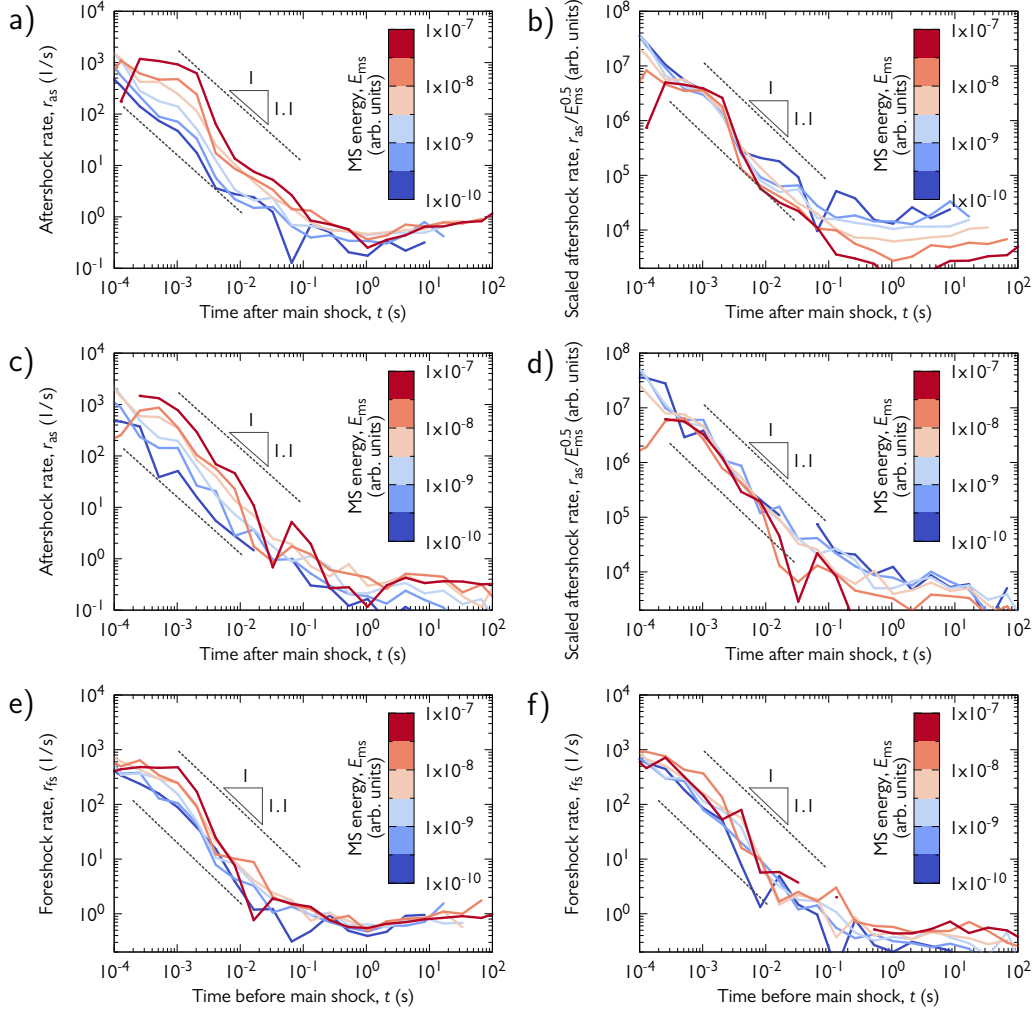 a)
Aftershock rate, r_as (1/s)
10^4
10^3
10^2
10^1
10^0
10^-1
10^-4 10^-3 10^-2 10^-1 10^0 10^1 10^2
Time after main shock, t (s)
1
1.1
MS energy, E_ms
(arb. units)
1×10^-7
1×10^-8
1×10^-9
1×10^-10
b)
Scaled aftershock rate, r_as/E_ms^0.5 (arb. units)
10^8
10^7
10^6
10^5
10^4
10^-4 10^-3 10^-2 10^-1 10^0 10^1 10^2
Time after main shock, t (s)
1
1.1
MS energy, E_ms
(arb. units)
1×10^-7
1×10^-8
1×10^-9
1×10^-10
c)
Aftershock rate, r_as (1/s)
10^4
10^3
10^2
10^1
10^0
10^-1
10^-4 10^-3 10^-2 10^-1 10^0 10^1 10^2
Time after main shock, t (s)
1
1.1
MS energy, E_ms
(arb. units)
1×10^-7
1×10^-8
1×10^-9
1×10^-10
d)
Scaled aftershock rate, r_as/E_ms^0.5 (arb. units)
10^8
10^7
10^6
10^5
10^4
10^-4 10^-3 10^-2 10^-1 10^0 10^1 10^2
Time after main shock, t (s)
1
1.1
MS energy, E_ms
(arb. units)
1×10^-7
1×10^-8
1×10^-9
1×10^-10
e)
Foreshock rate, r_fs (1/s)
10^4
10^3
10^2
10^1
10^0
10^-4 10^-3 10^-2 10^-1 10^0 10^1 10^2
Time before main shock, t (s)
1
1.1
MS energy, E_ms
(arb. units)
1×10^-7
1×10^-8
1×10^-9
1×10^-10
f)
Foreshock rate, r_fs (1/s)
10^4
10^3
10^2
10^1
10^0
10^-4 10^-3 10^-2 10^-1 10^0 10^1 10^2
Time before main shock, t (s)
1
1.1
MS energy, E_ms
(arb. units)
1×10^-7
1×10^-8
1×10^-9
1×10^-10